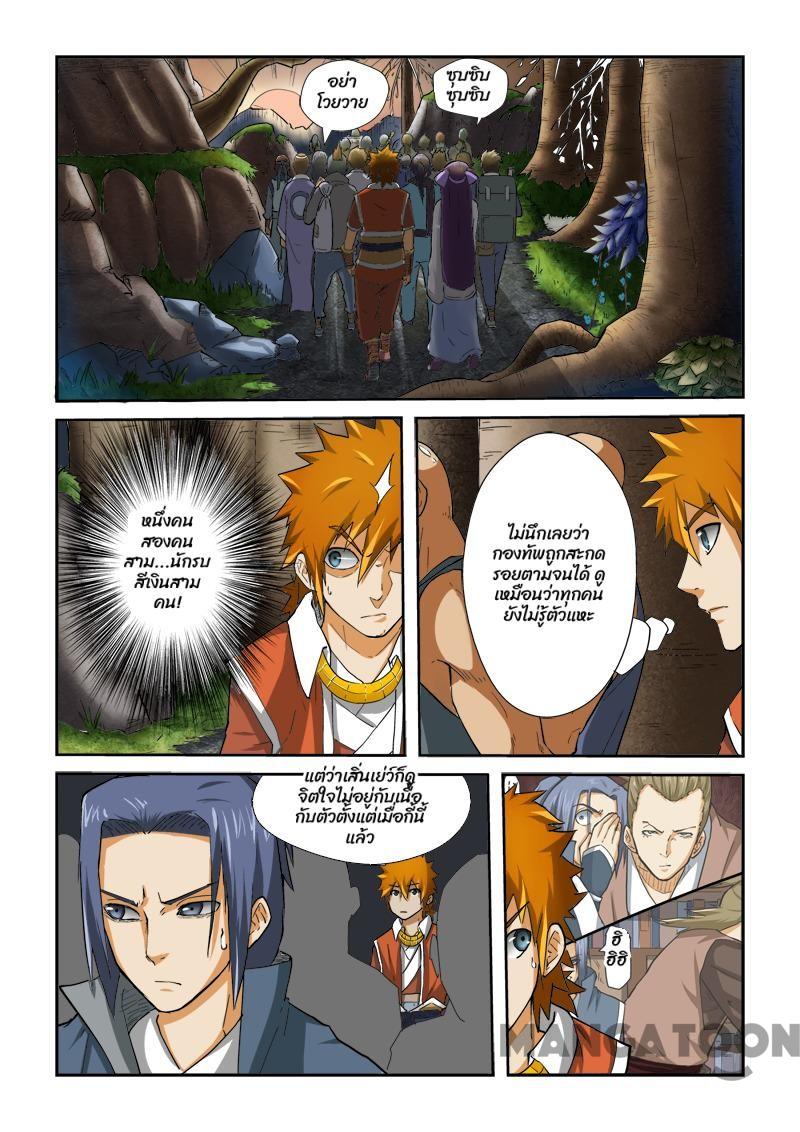 อย่า
โวยวาย
ซุบซิบ
ซุบซิบ
หนึ่งคน
สองคน
สาม...นักรบ
สีเงินสาม
คน!
ไม่นึกเลยว่า
กองทัพถูกสะกด
รอยตามจนได้ ดู
เหมือนว่าทุกคน
ยังไม่รู้ตัวแหะ
แต่ว่าเสิ่นเย่ว์ก็ดู
จิตใจไม่อยู่กับเนื้อ
กับตัวตั้งแต่เมื่อกี้นี้
แล้ว
ฮิ
ฮิฮิ
MANGATOON